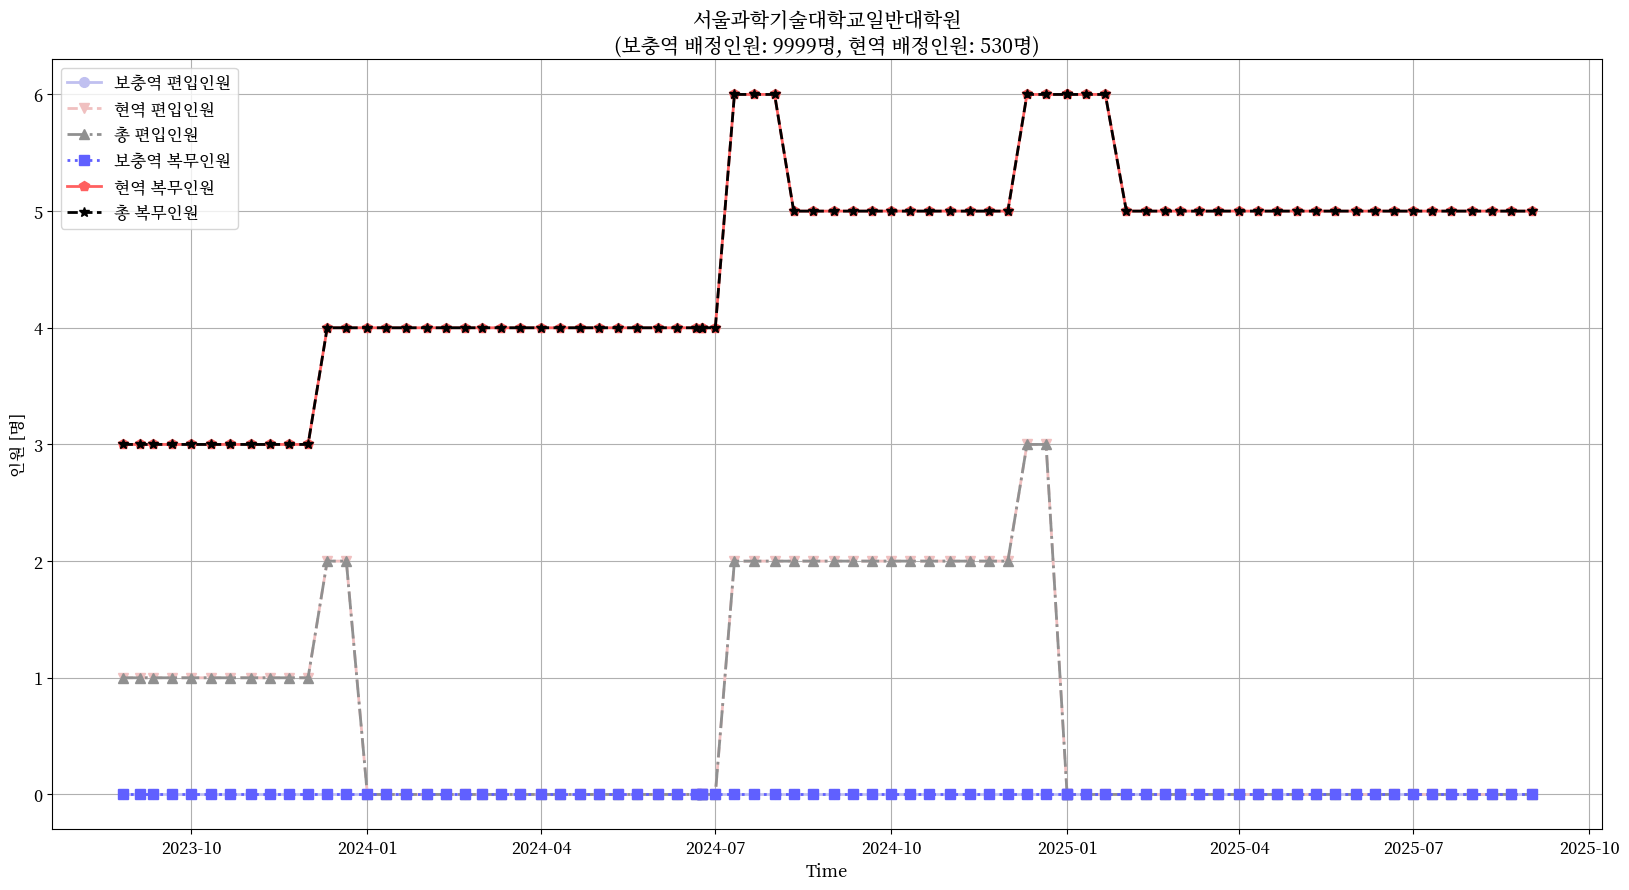 서울과학기술대학교일반대학원
(보충역 배정인원: 9999명, 현역 배정인원: 530명)
보충역 편입인원
현역 편입인원
총 편입인원
보충역 복무인원
현역 복무인원
총 복무인원
6
5
4
3
2
1
0
인원 [명]
2023-10
2024-01
2024-04
2024-07
2024-10
2025-01
2025-04
2025-07
2025-10
Time